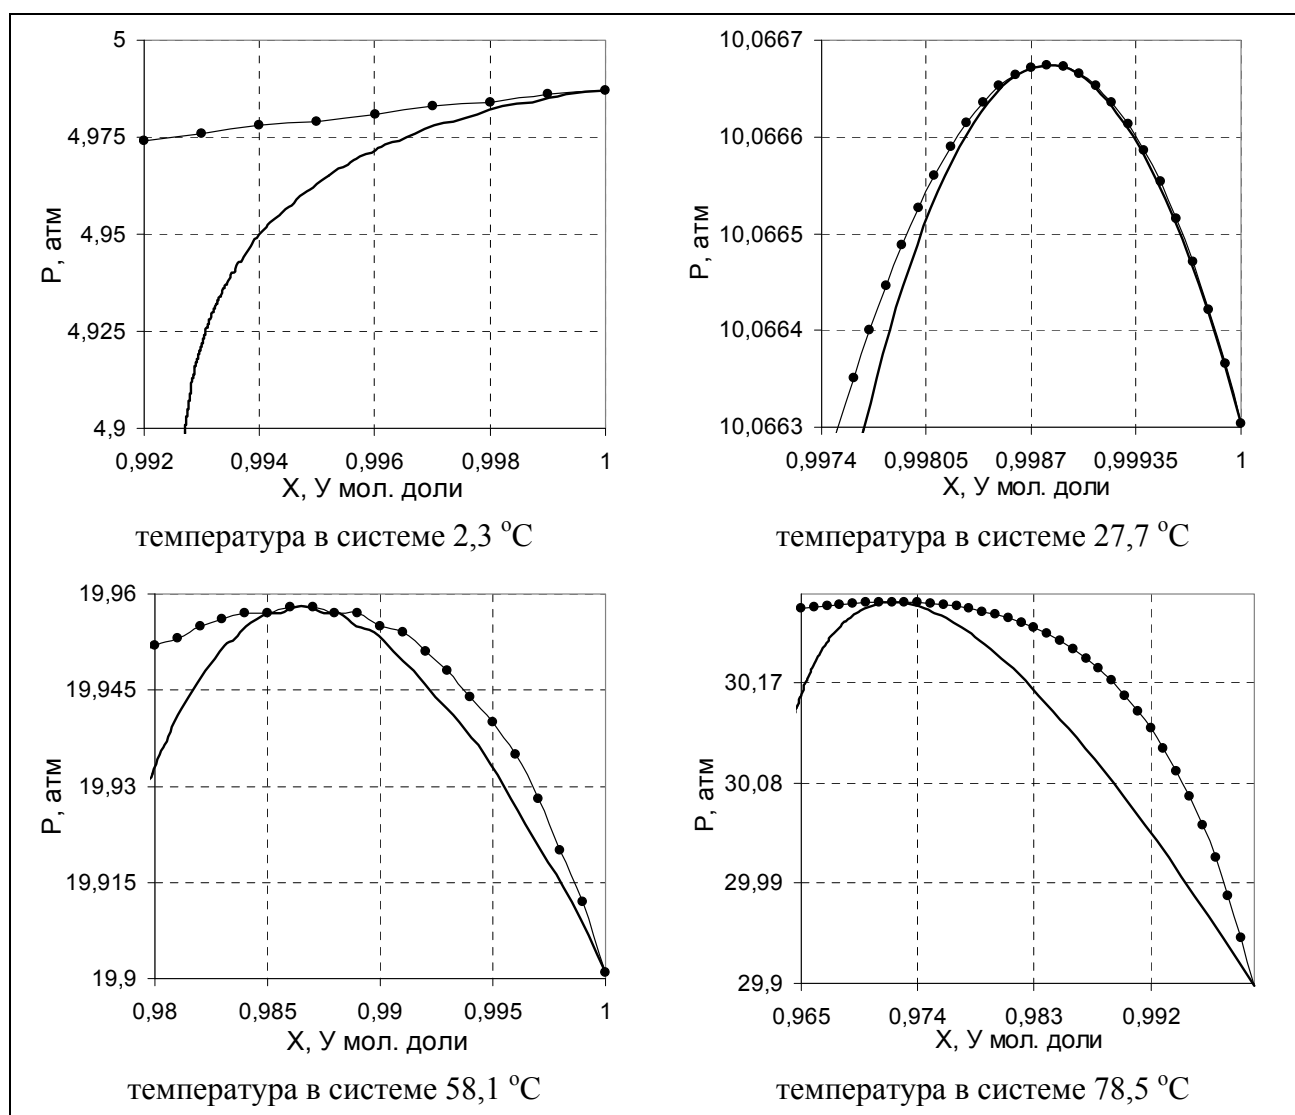 5
4,975
4,95
4,925
4,9
Р, атм
0,992 0,994 0,996 0,998 1
Х, У мол. доли
температура в системе 2,3 °С
10,0667
10,0666
10,0665
10,0664
10,0663
Р, атм
0,9974 0,99805 0,9987 0,99935 1
Х, У мол. доли
температура в системе 27,7 °С
19,96
19,945
19,93
19,915
19,9
Р, атм
0,98 0,985 0,99 0,995 1
Х, У мол. доли
температура в системе 58,1 °С
30,17
30,08
29,99
29,9
Р, атм
0,965 0,974 0,983 0,992
Х, У мол. доли
температура в системе 78,5 °С